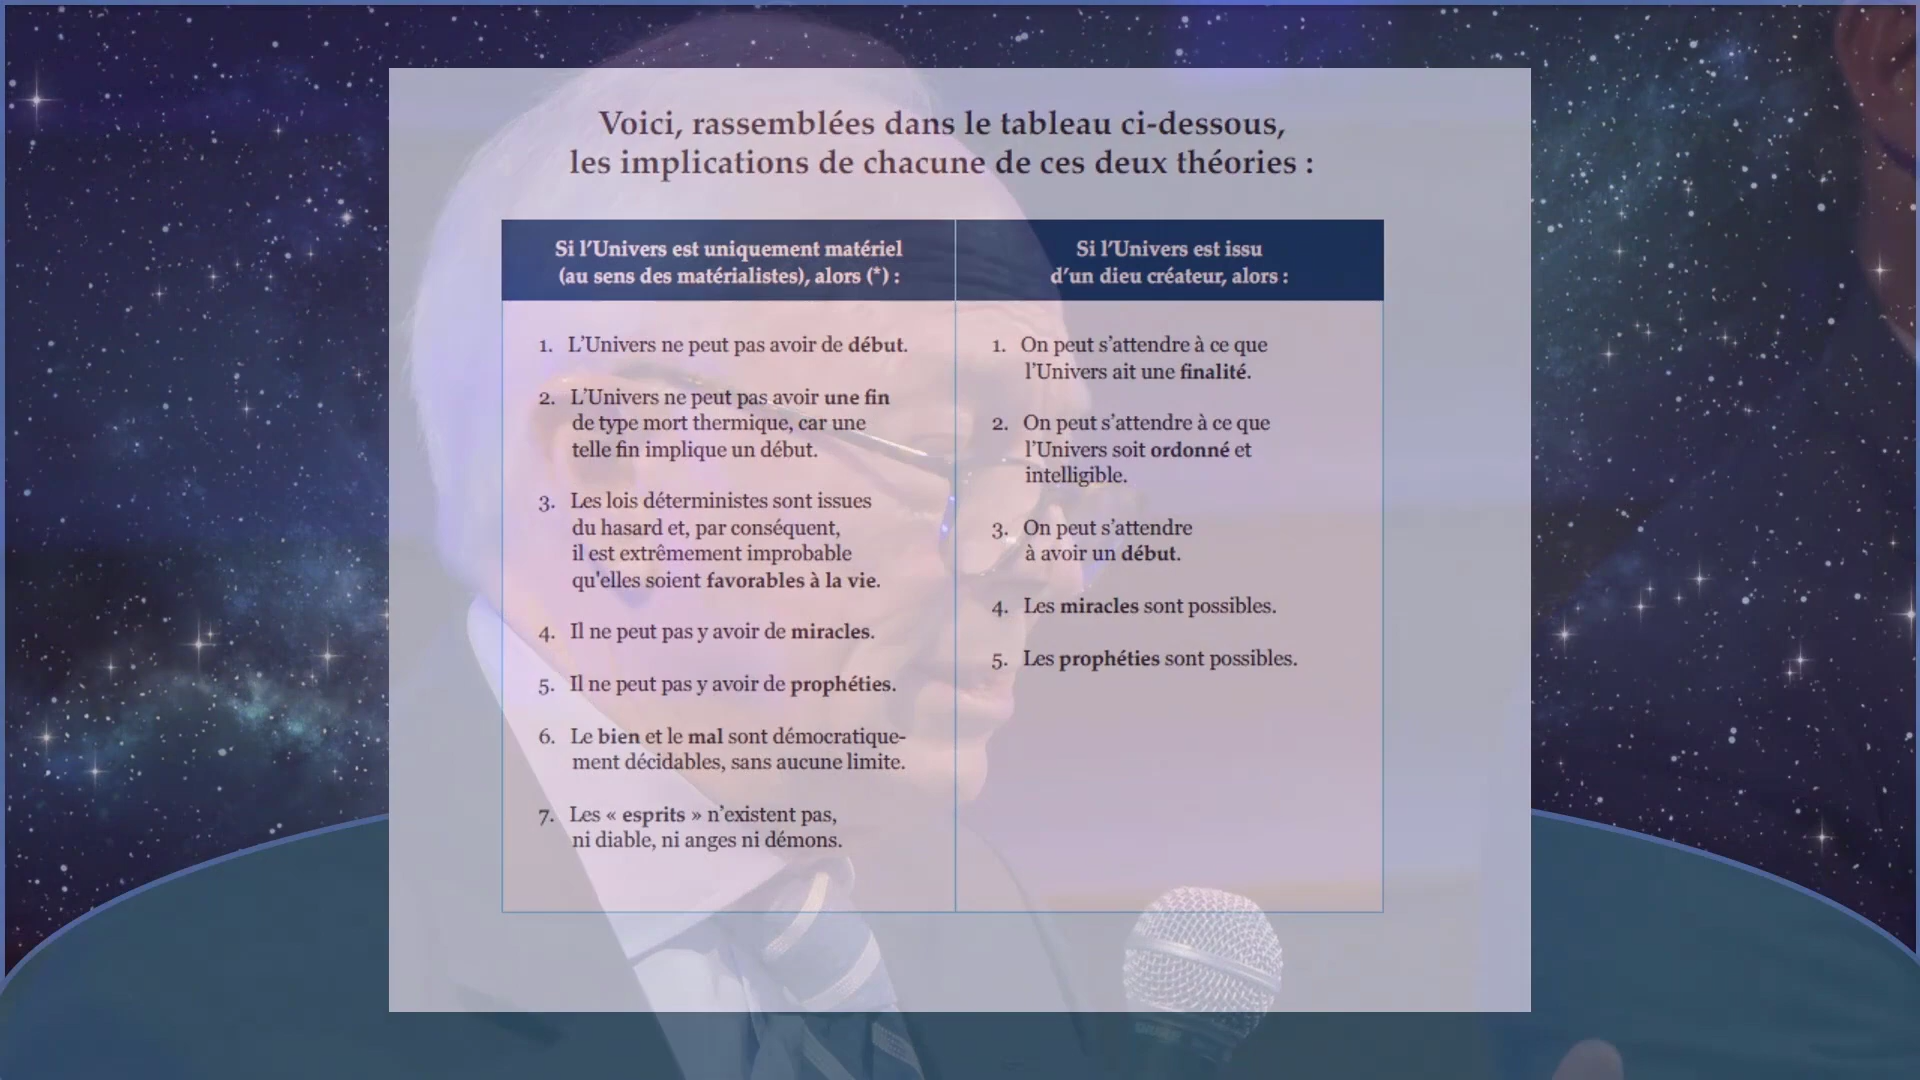 Voici, rassemblées dans le tableau ci-dessous,
les implications de chacune de ces deux théories :
Si l’Univers est uniquement matériel
(au sens des matérialistes), alors (*) :
1. L’Univers ne peut pas avoir de début.
2. L’Univers ne peut pas avoir une fin
de type mort thermique, car une
telle fin implique un début.
3. Les lois déterministes sont issues
du hasard et, par conséquent,
il est extrêmement improbable
qu'elles soient favorables à la vie.
4. Il ne peut pas y avoir de miracles.
5. Il ne peut pas y avoir de prophéties.
6. Le bien et le mal sont démocratique-
ment décidables, sans aucune limite.
7. Les « esprits » n’existent pas,
ni diable, ni anges ni démons.
Si l’Univers est issu
d’un dieu créateur, alors :
1. On peut s’attendre à ce que
l’Univers ait une finalité.
2. On peut s’attendre à ce que
l’Univers soit ordonné et
intelligible.
3. On peut s’attendre
à avoir un début.
4. Les miracles sont possibles.
5. Les prophéties sont possibles.